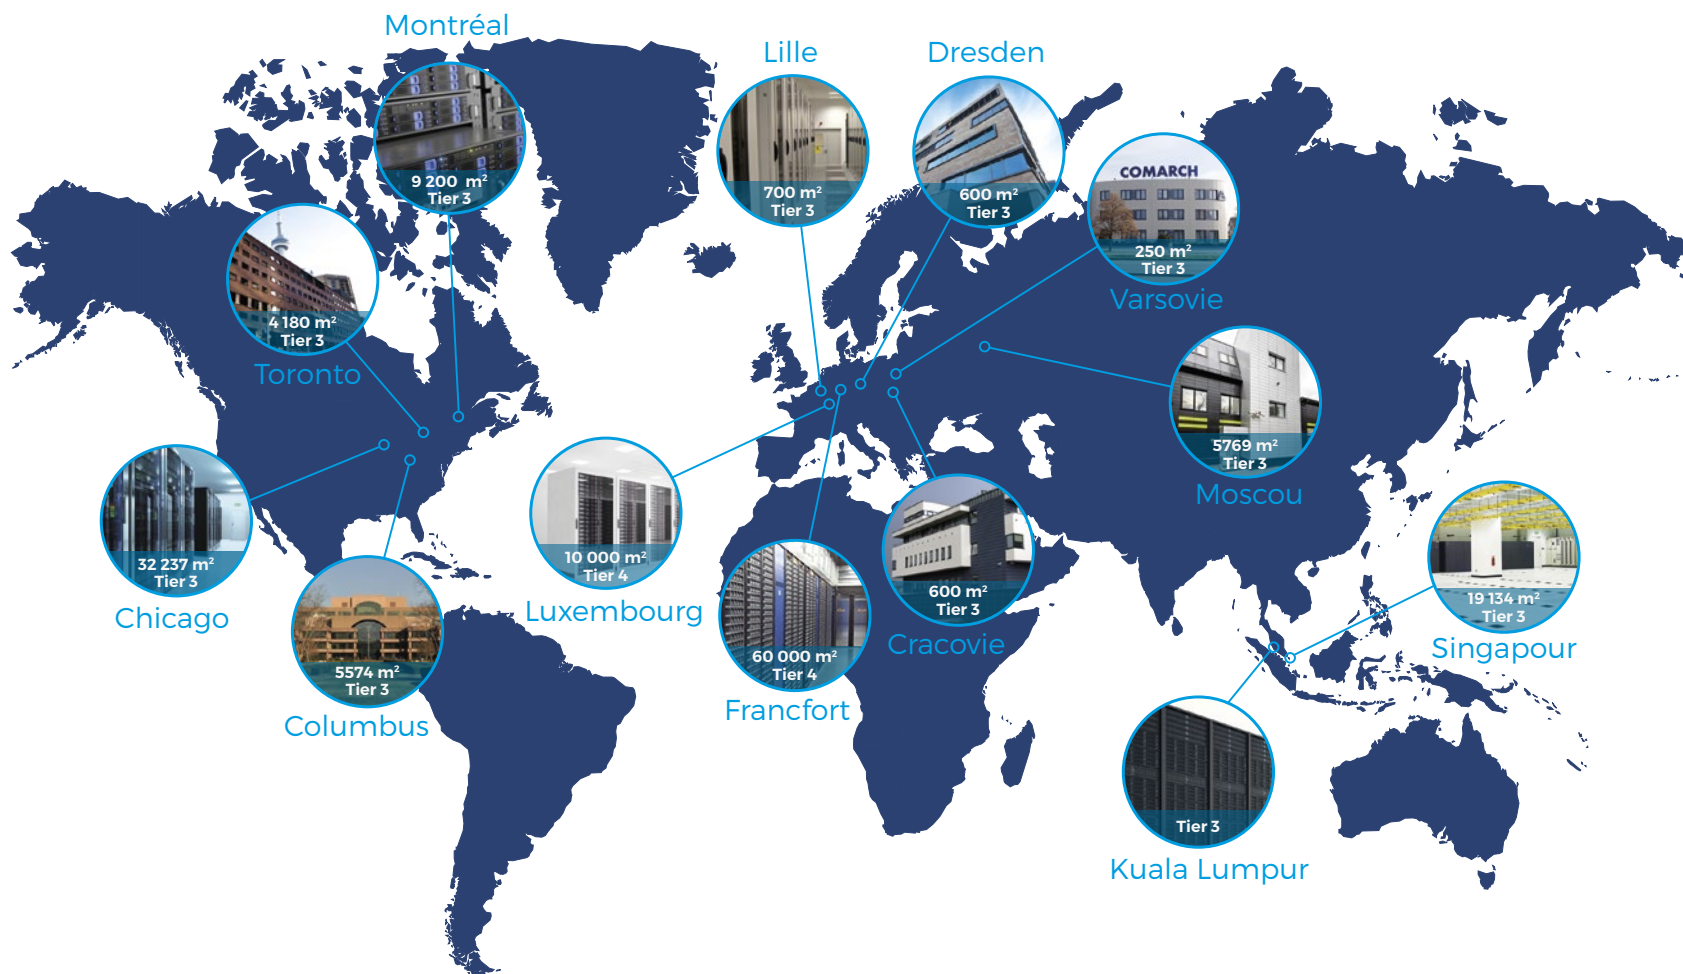 Montréal
9 200 m²
Tier 3
Lille
700 m²
Tier 3
Dresden
600 m²
Tier 3
COMARCH
250 m²
Tier 3
Varsovie
4 180 m²
Tier 3
Toronto
5769 m²
Tier 3
Moscou
32 237 m²
Tier 3
Chicago
5574 m²
Tier 3
Columbus
10 000 m²
Tier 4
Luxembourg
60 000 m²
Tier 4
Francfort
600 m²
Tier 3
Cracovie
19 134 m²
Tier 3
Singapour
Tier 3
Kuala Lumpur